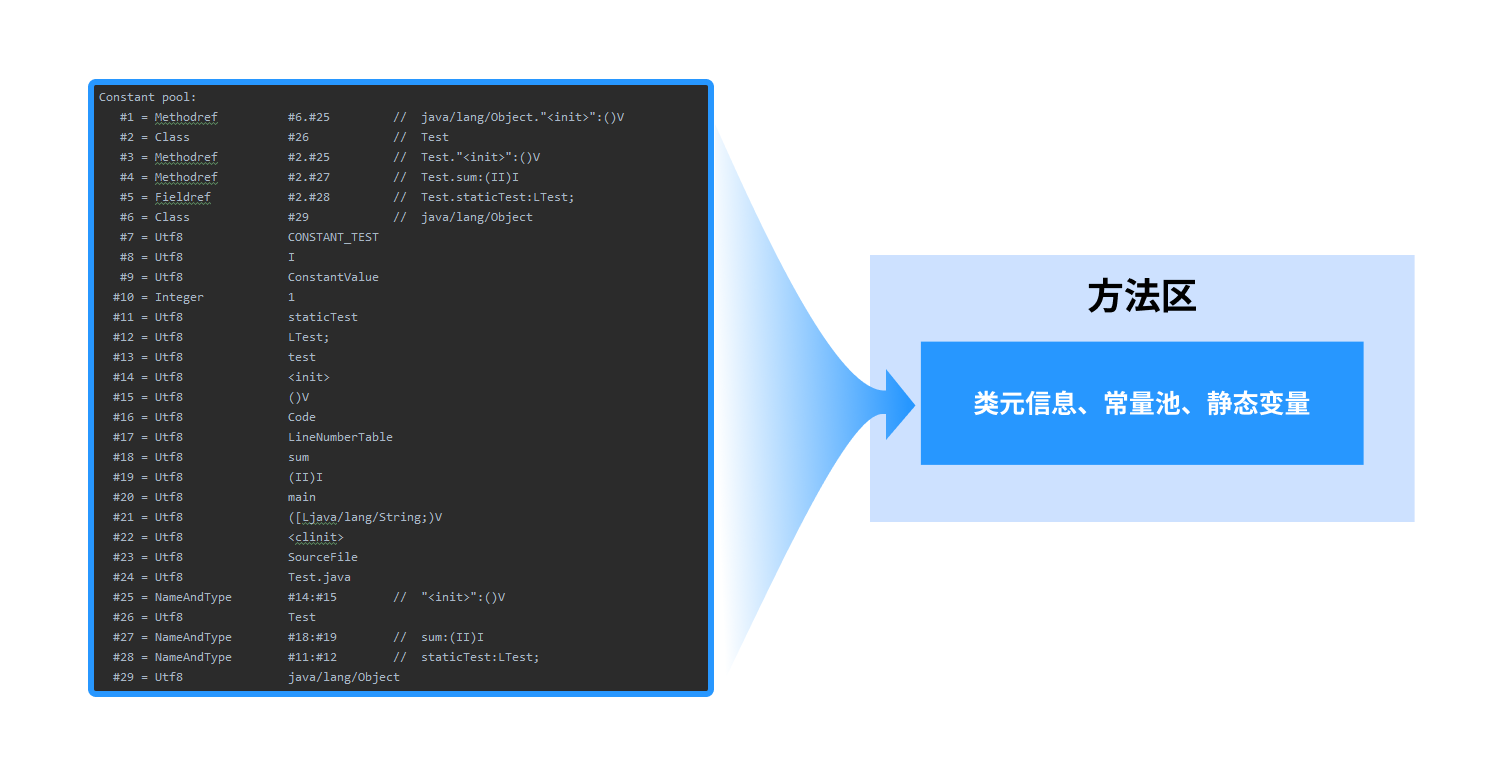 Constant pool:
#1 = Methodref #6.#25 // java/lang/Object."<init>":()V
#2 = Class #26 // Test
#3 = Methodref #2.#25 // Test."<init>":()V
#4 = Methodref #2.#27 // Test.sum:(II)I
#5 = Fieldref #2.#28 // Test.staticTest:LTest;
#6 = Class #29 // java/lang/Object
#7 = Utf8 CONSTANT_TEST
#8 = Utf8 I
#9 = Utf8 ConstantValue
#10 = Integer 1
#11 = Utf8 staticTest
#12 = Utf8 LTest;
#13 = Utf8 test
#14 = Utf8 <init>
#15 = Utf8 ()V
#16 = Utf8 Code
#17 = Utf8 LineNumberTable
#18 = Utf8 sum
#19 = Utf8 (II)I
#20 = Utf8 main
#21 = Utf8 ([Ljava/lang/String;)V
#22 = Utf8 <clinit>
#23 = Utf8 SourceFile
#24 = Utf8 Test.java
#25 = NameAndType #14:#15 // "<init>":()V
#26 = Utf8 Test
#27 = NameAndType #18:#19 // sum:(II)I
#28 = NameAndType #11:#12 // staticTest:LTest;
#29 = Utf8 java/lang/Object
方法区
类元信息、常量池、静态变量